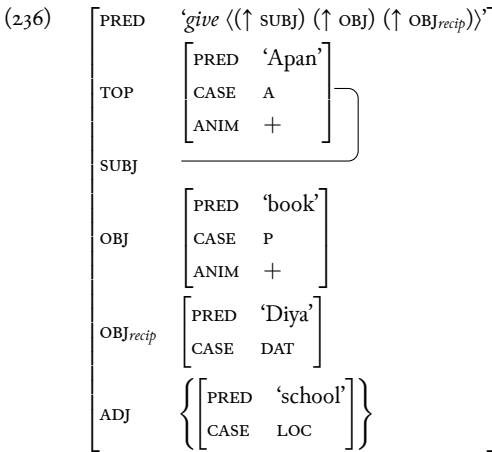 (236) PRED 'give ⟨(↑ SUBJ) (↑ OBJ) (↑ OBJrecip)⟩'
PRED 'Apan'
TOP CASE A
ANIM +
SUBJ
PRED 'book'
OBJ CASE P
ANIM +
OBJrecip PRED 'Diya'
CASE DAT
ADJ PRED 'school'
CASE LOC